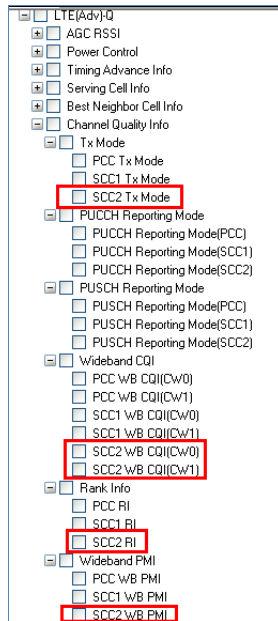 LTE(Adv)-Q
AGC RSSI
Power Control
Timing Advance Info
Serving Cell Info
Best Neighbor Cell Info
Channel Quality Info
Tx Mode
PCC Tx Mode
SCC1 Tx Mode
SCC2 Tx Mode
PUCCH Reporting Mode
PUCCH Reporting Mode(PCC)
PUCCH Reporting Mode(SCC1)
PUCCH Reporting Mode(SCC2)
PUSCH Reporting Mode
PUSCH Reporting Mode(PCC)
PUSCH Reporting Mode(SCC1)
PUSCH Reporting Mode(SCC2)
Wideband CQI
PCC WB CQI(CW0)
PCC WB CQI(CW1)
SCC1 WB CQI(CW0)
SCC1 WB CQI(CW1)
SCC2 WB CQI(CW0)
SCC2 WB CQI(CW1)
Rank Info
PCC RI
SCC1 RI
SCC2 RI
Wideband PMI
PCC WB PMI
SCC1 WB PMI
SCC2 WB PMI